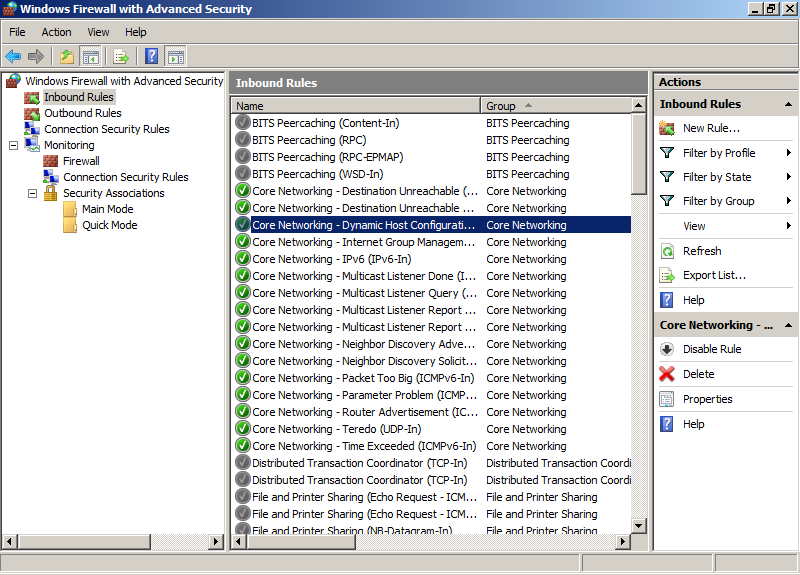 Windows Firewall with Advanced Security
File Action View Help
Windows Firewall with Advanced Security
Inbound Rules
Outbound Rules
Connection Security Rules
Monitoring
Firewall
Connection Security Rules
Security Associations
Main Mode
Quick Mode
Inbound Rules
Name Group
BITS Peercaching (Content-In) BITS Peercaching
BITS Peercaching (RPC) BITS Peercaching
BITS Peercaching (RPC-EPMAP) BITS Peercaching
BITS Peercaching (WSD-In) BITS Peercaching
Core Networking - Destination Unreachable (... Core Networking
Core Networking - Destination Unreachable ... Core Networking
Core Networking - Dynamic Host Configurati... Core Networking
Core Networking - Internet Group Managem... Core Networking
Core Networking - IPv6 (IPv6-In) Core Networking
Core Networking - Multicast Listener Done (I... Core Networking
Core Networking - Multicast Listener Query (... Core Networking
Core Networking - Multicast Listener Report ... Core Networking
Core Networking - Multicast Listener Report ... Core Networking
Core Networking - Neighbor Discovery Adve... Core Networking
Core Networking - Neighbor Discovery Solicit... Core Networking
Core Networking - Packet Too Big (ICMPv6-In) Core Networking
Core Networking - Parameter Problem (ICMP... Core Networking
Core Networking - Router Advertisement (IC... Core Networking
Core Networking - Teredo (UDP-In) Core Networking
Core Networking - Time Exceeded (ICMPv6-In) Core Networking
Distributed Transaction Coordinator (TCP-In) Distributed Transaction Coordi
Distributed Transaction Coordinator (TCP-In) Distributed Transaction Coordi
File and Printer Sharing (Echo Request - ICM... File and Printer Sharing
File and Printer Sharing (Echo Request - ICM... File and Printer Sharing
File and Printer Sharing (NB-Datagram-In) File and Printer Sharing
Actions
Inbound Rules
New Rule...
Filter by Profile
Filter by State
Filter by Group
View
Refresh
Export List...
Help
Core Networking - ...
Disable Rule
Delete
Properties
Help